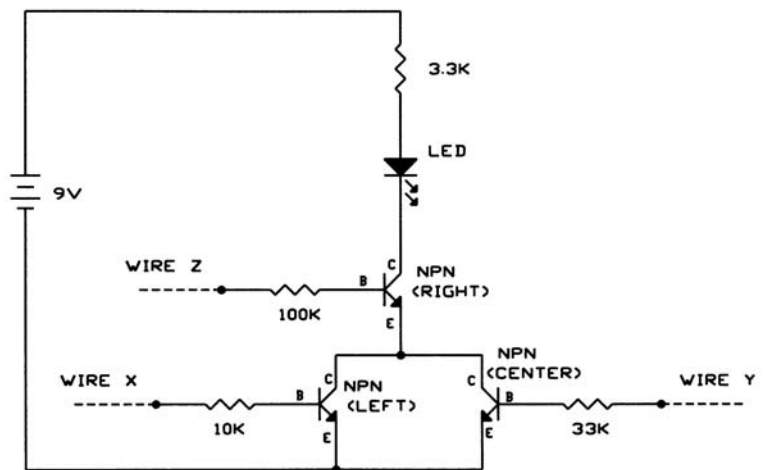 3.3K
LED
9V
WIRE Z
C
B
NPN
(RIGHT)
100K
E
NPN
(CENTER)
WIRE X
C
B
NPN
(LEFT)
C
B
WIRE Y
10K
E
E
33K